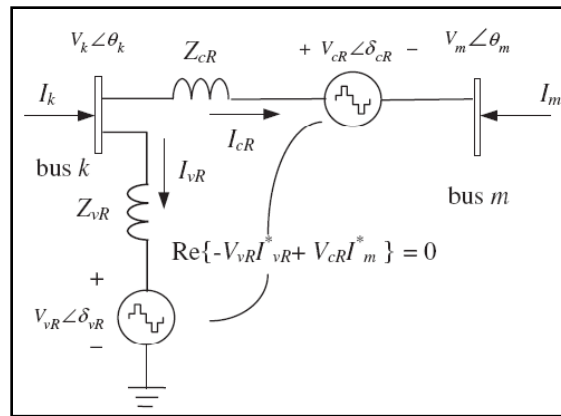 V_k∠θ_k
Z_cR
+ V_cR∠δ_cR −
V_m∠θ_m
I_k
I_cR
I_m
bus k
I_vR
bus m
Z_vR
Re{-V_vR I*_vR + V_cR I*_m } = 0
+
V_vR∠δ_vR
−